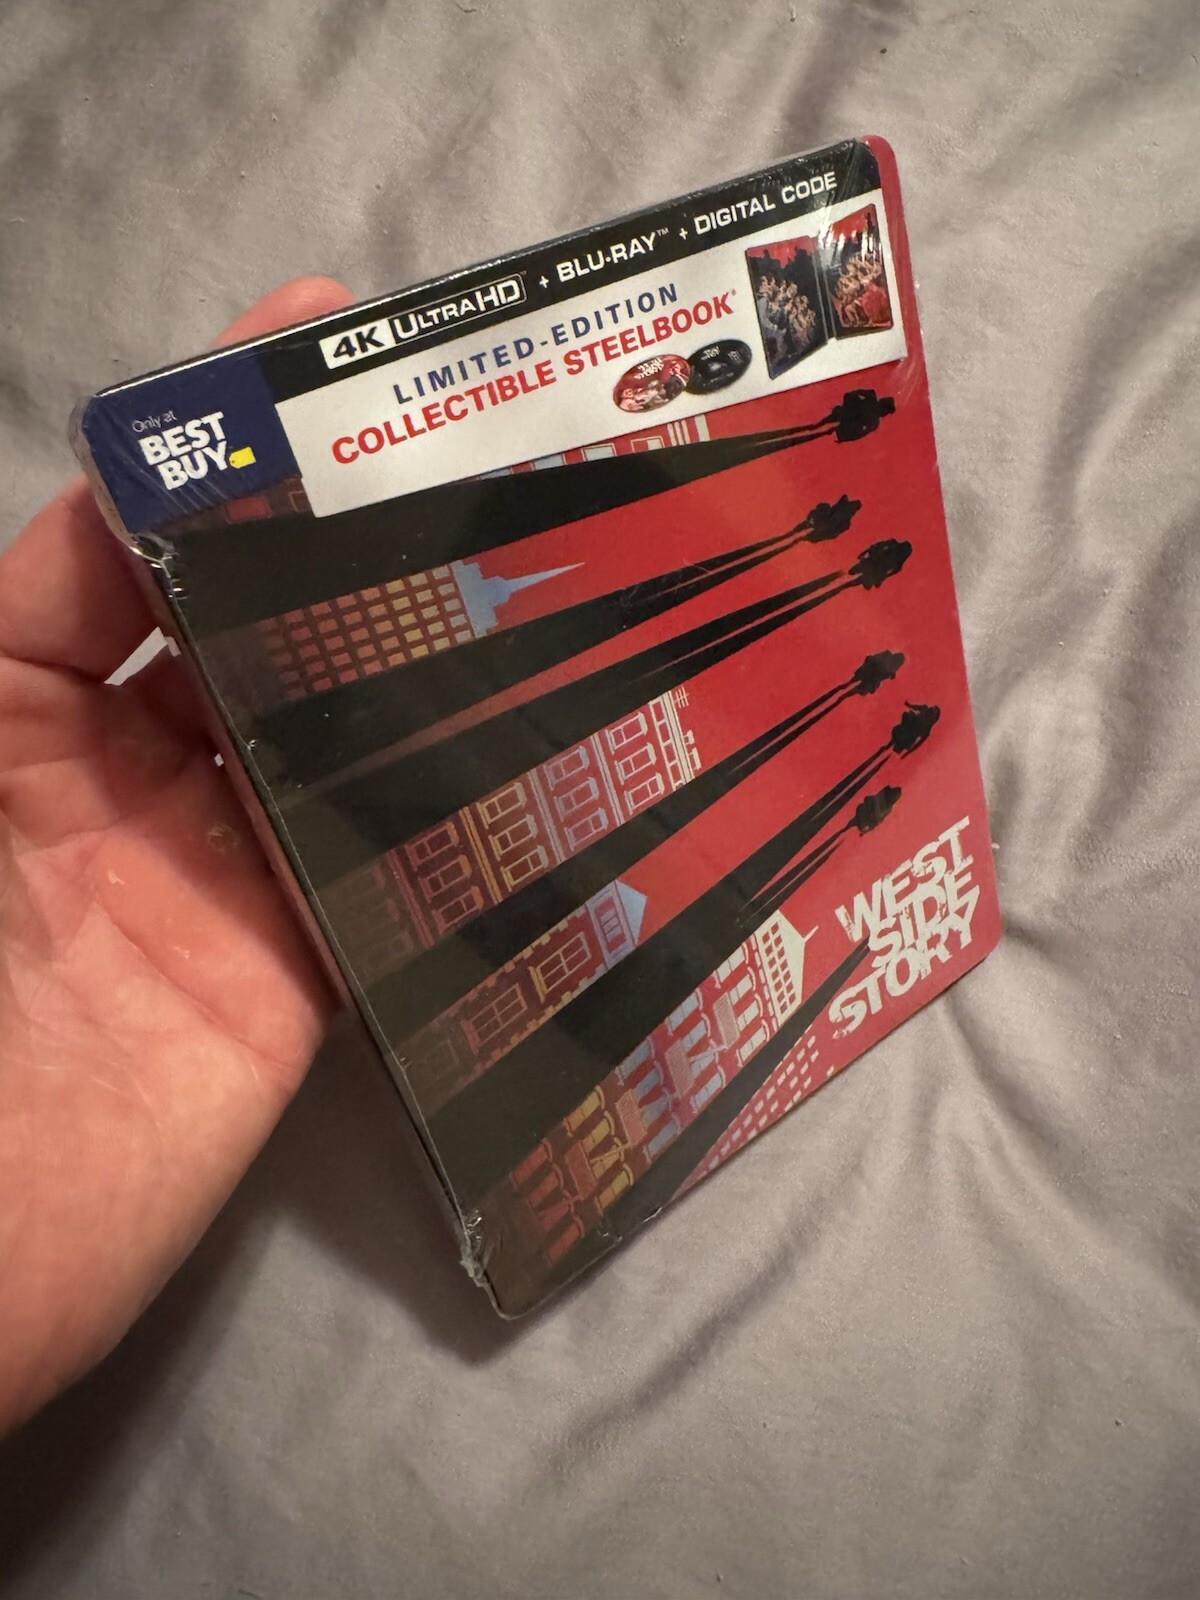 4K ULTRAHD + BLU-RAY™ + DIGITAL CODE
Only at
BEST
BUY
LIMITED-EDITION
COLLECTIBLE STEELBOOK®
WEST
SIDE
STORY